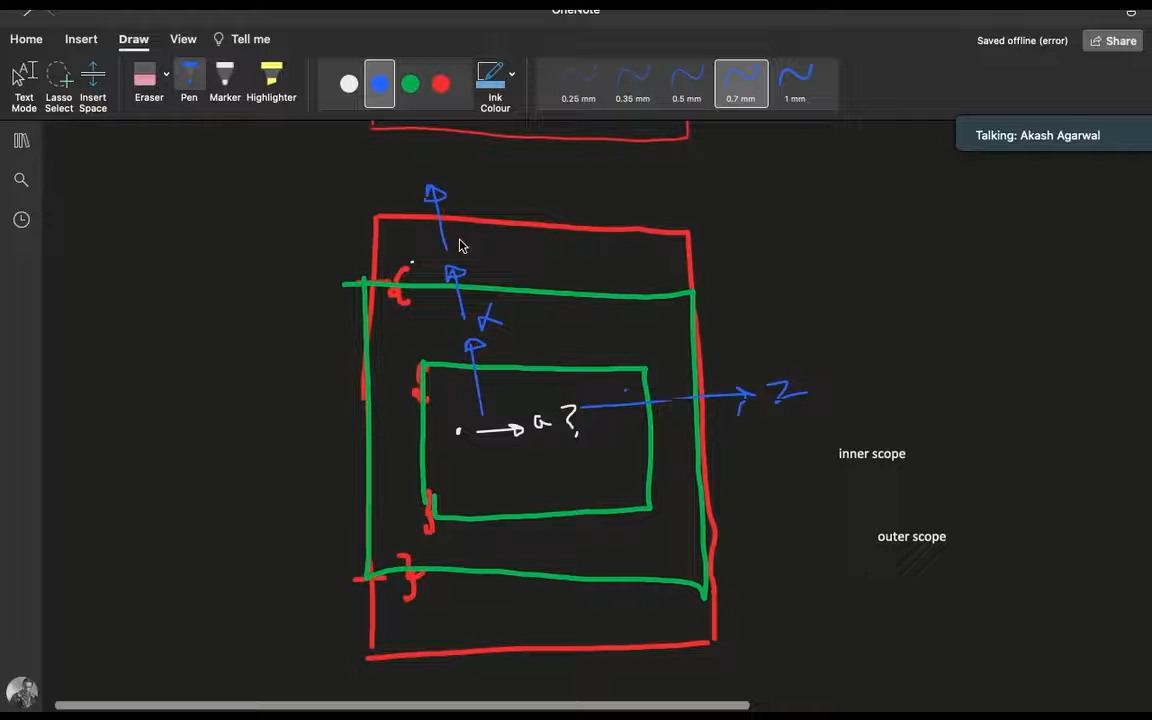 OneNote
Home Insert Draw View Tell me
Saved offline (error)
Share
Text Mode
Lasso Select
Insert Space
Eraser
Pen
Marker
Highlighter
Ink Colour
0.25 mm
0.35 mm
0.5 mm
0.7 mm
1 mm
Talking: Akash Agarwal
{
{
a ?
}
}
inner scope
outer scope